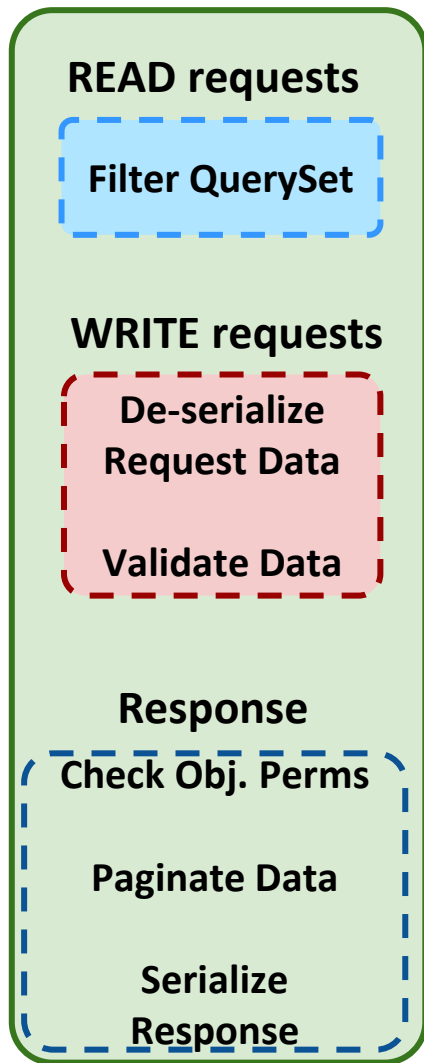 READ requests
Filter QuerySet
WRITE requests
De-serialize
Request Data
Validate Data
Response
Check Obj. Perms
Paginate Data
Serialize
Response